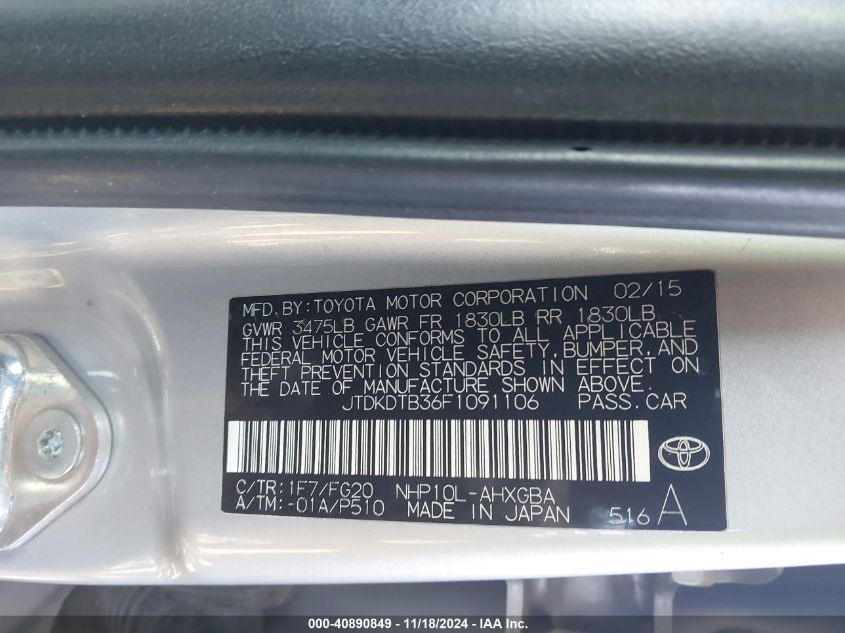 MFD.BY:TOYOTA MOTOR CORPORATION 02/15
GVWR 3475LB GAWR FR 1830LB RR 1830LB
THIS VEHICLE CONFORMS TO ALL APPLICABLE
FEDERAL MOTOR VEHICLE SAFETY,BUMPER,AND
THEFT PREVENTION STANDARDS IN EFFECT ON
THE DATE OF MANUFACTURE SHOWN ABOVE.
JTDKDTB36F1091106 PASS.CAR
C/TR:1F7/FG20 NHP10L-AHXGBA
A/TM:-01A/P510 MADE IN JAPAN 516 A
000-40890849 - 11/18/2024 - IAA Inc.